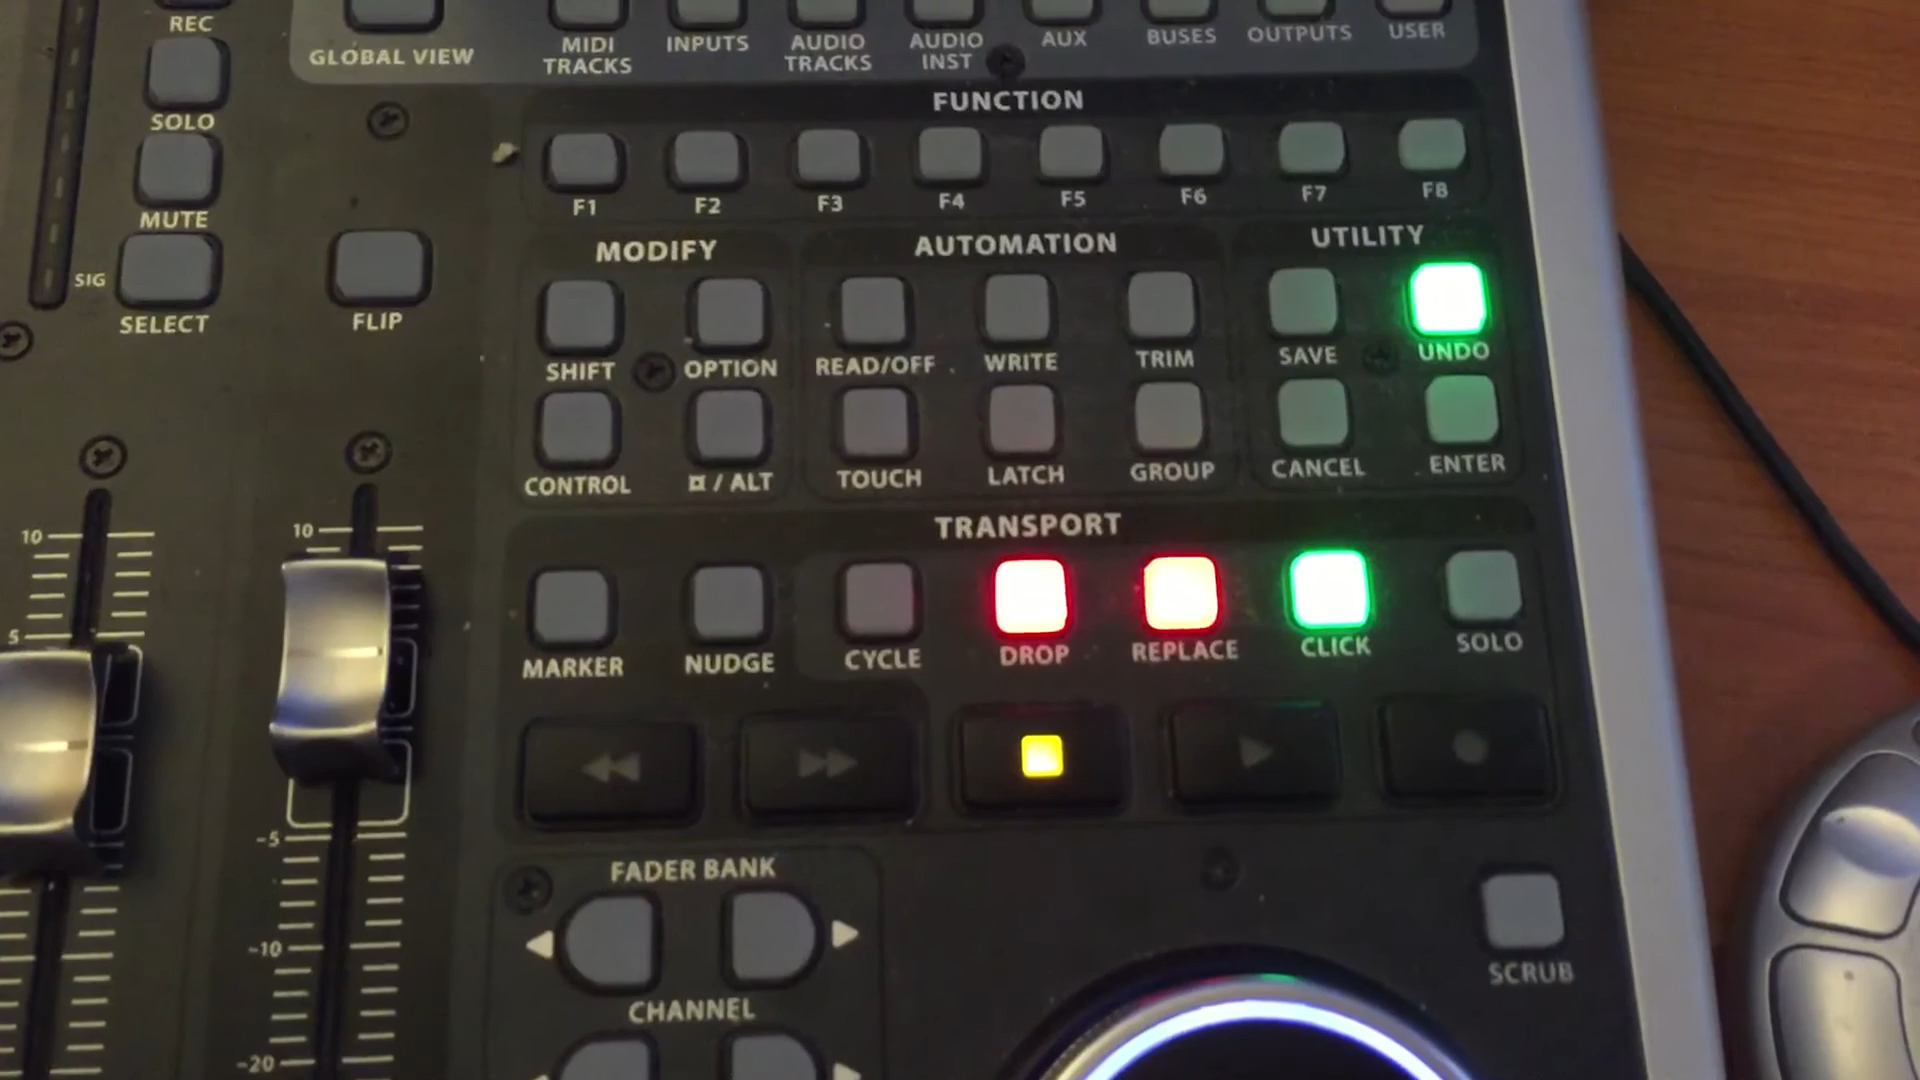 REC
GLOBAL VIEW
MIDI TRACKS
INPUTS
AUDIO TRACKS
AUDIO INST
AUX
BUSES
OUTPUTS
USER
SOLO
MUTE
SIG
SELECT
FLIP
FUNCTION
F1
F2
F3
F4
F5
F6
F7
F8
MODIFY
SHIFT
OPTION
CONTROL
¤ / ALT
AUTOMATION
READ/OFF
WRITE
TRIM
TOUCH
LATCH
GROUP
UTILITY
SAVE
UNDO
CANCEL
ENTER
TRANSPORT
MARKER
NUDGE
CYCLE
DROP
REPLACE
CLICK
SOLO
10
5
10
-5
-10
-20
FADER BANK
CHANNEL
SCRUB